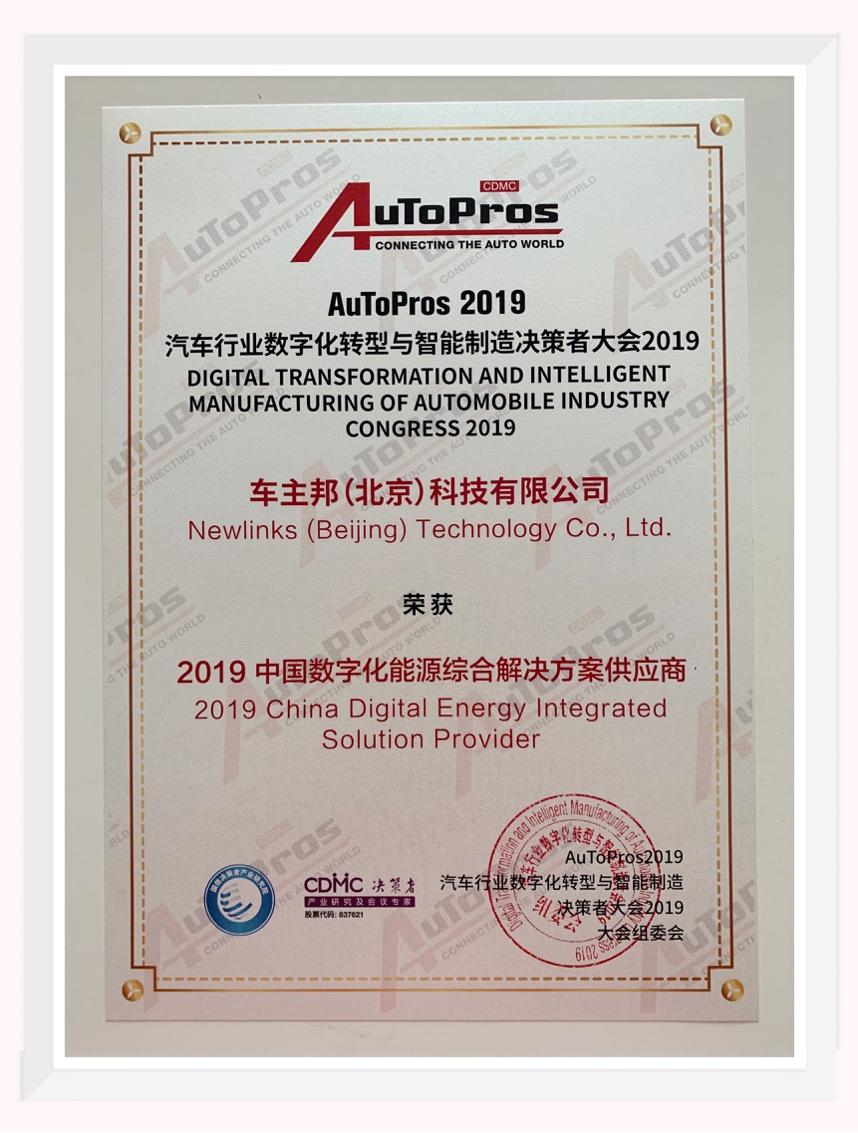 CDMC
AuToPros
CONNECTING THE AUTO WORLD
AuToPros 2019
汽车行业数字化转型与智能制造决策者大会2019
DIGITAL TRANSFORMATION AND INTELLIGENT
MANUFACTURING OF AUTOMOBILE INDUSTRY
CONGRESS 2019
车主邦(北京)科技有限公司
Newlinks (Beijing) Technology Co., Ltd.
荣获
2019 中国数字化能源综合解决方案供应商
2019 China Digital Energy Integrated
Solution Provider
CDMC 决策者
产业研究及会议专家
股票代码: 837621
AuToPros2019
汽车行业数字化转型与智能制造
决策者大会2019
大会组委会